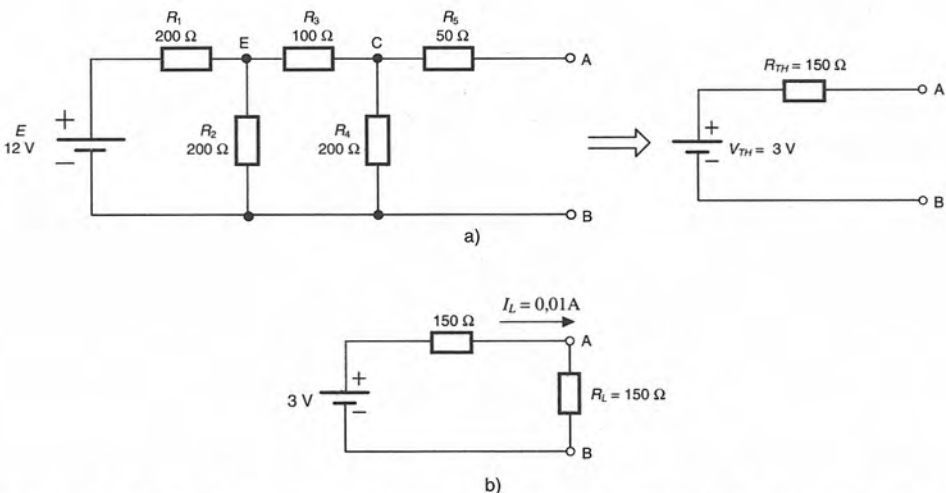 R1
200 Ω
E
R3
100 Ω
C
R5
50 Ω
A
RTH = 150 Ω
A
+
E
12 V
−
R2
200 Ω
R4
200 Ω
+
−
VTH = 3 V
B
B
a)
IL = 0,01A
150 Ω
A
+
3 V
−
RL = 150 Ω
B
b)